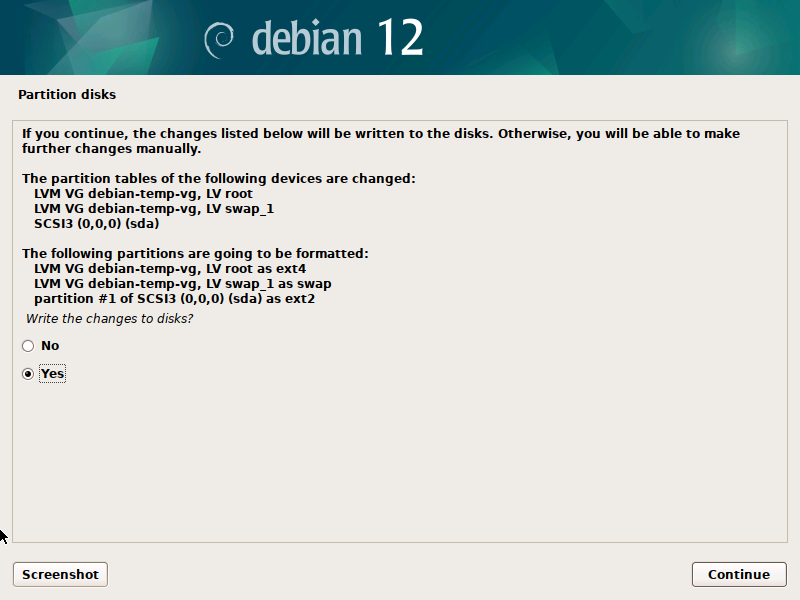 debian 12
Partition disks
If you continue, the changes listed below will be written to the disks. Otherwise, you will be able to make
further changes manually.
The partition tables of the following devices are changed:
LVM VG debian-temp-vg, LV root
LVM VG debian-temp-vg, LV swap_1
SCSI3 (0,0,0) (sda)
The following partitions are going to be formatted:
LVM VG debian-temp-vg, LV root as ext4
LVM VG debian-temp-vg, LV swap_1 as swap
partition #1 of SCSI3 (0,0,0) (sda) as ext2
Write the changes to disks?
No
Yes
Screenshot
Continue